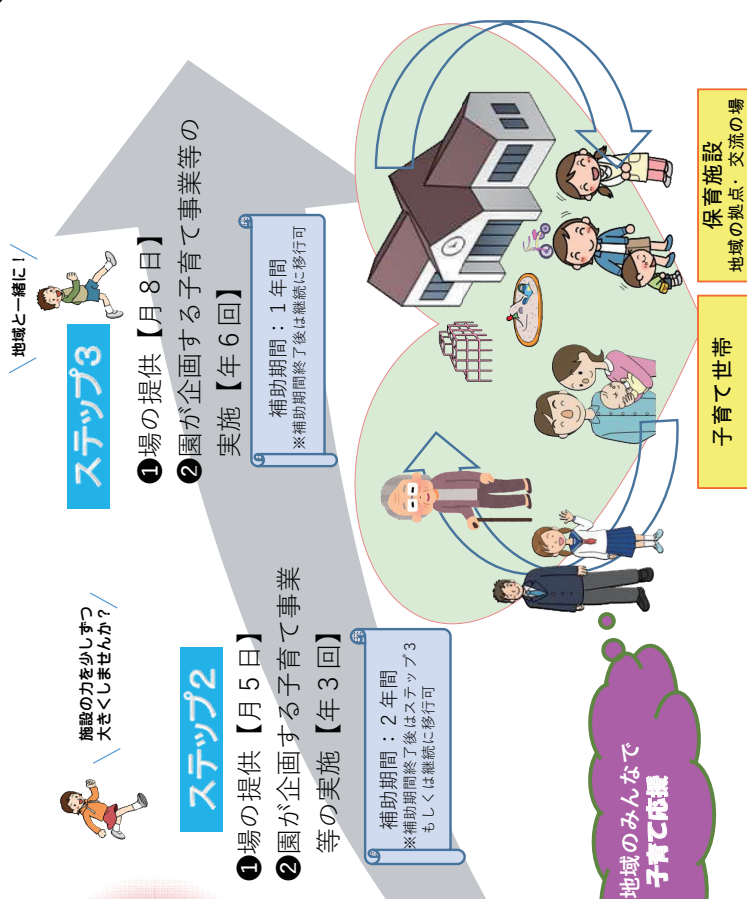 施設の力を少しずつ
大きくしませんか？
ステップ2
❶場の提供【月５日】
❷園が企画する子育て事業
等の実施【年３回】
補助期間：２年間
※補助期間終了後はステップ３
もしくは継続に移行可
地域と一緒に！
ステップ3
❶場の提供【月８日】
❷園が企画する子育て事業等の
実施【年６回】
補助期間：１年間
※補助期間終了後は継続に移行可
地域のみんなで
子育て応援
子育て世帯
保育施設
地域の拠点・交流の場